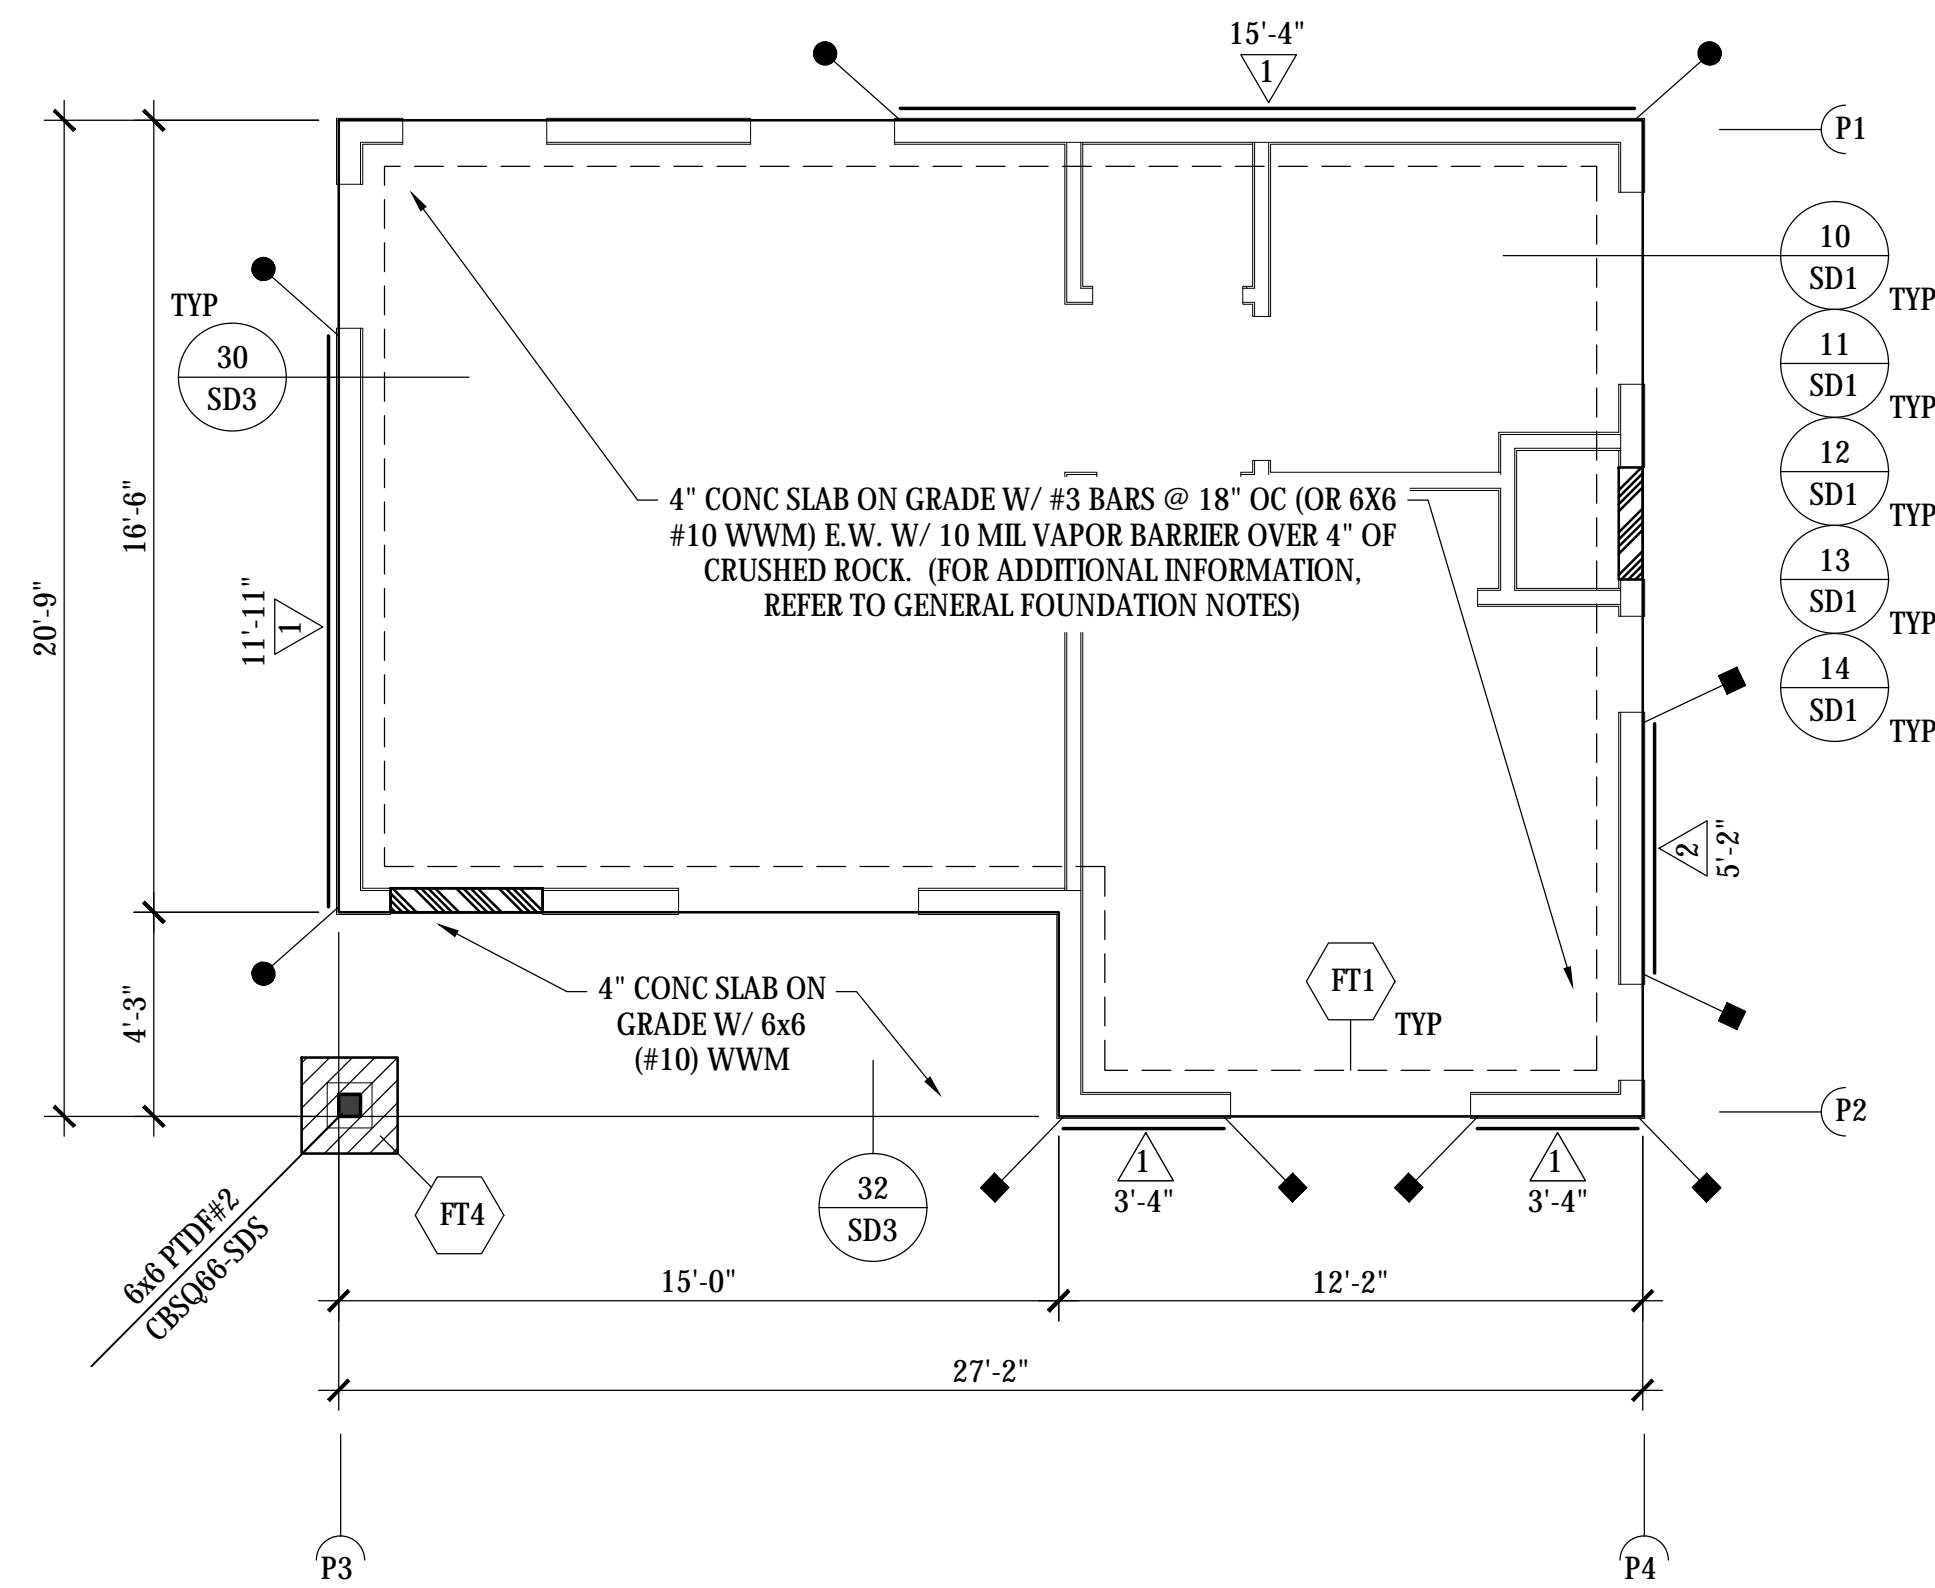 15'-4"
1
P1
10
SD1
TYP
11
SD1
TYP
12
SD1
TYP
13
SD1
TYP
14
SD1
TYP
TYP
30
SD3
16'-6"
20'-9"
11'-11"
1
4" CONC SLAB ON GRADE W/ #3 BARS @ 18" OC (OR 6X6
#10 WWM) E.W. W/ 10 MIL VAPOR BARRIER OVER 4" OF
CRUSHED ROCK. (FOR ADDITIONAL INFORMATION,
REFER TO GENERAL FOUNDATION NOTES)
2
5'-2"
4'-3"
4" CONC SLAB ON
GRADE W/ 6x6
(#10) WWM
FT1
TYP
P2
1
3'-4"
1
3'-4"
32
SD3
FT4
6x6 PTDF#2
CBSQ66-SDS
15'-0"
12'-2"
27'-2"
P3
P4